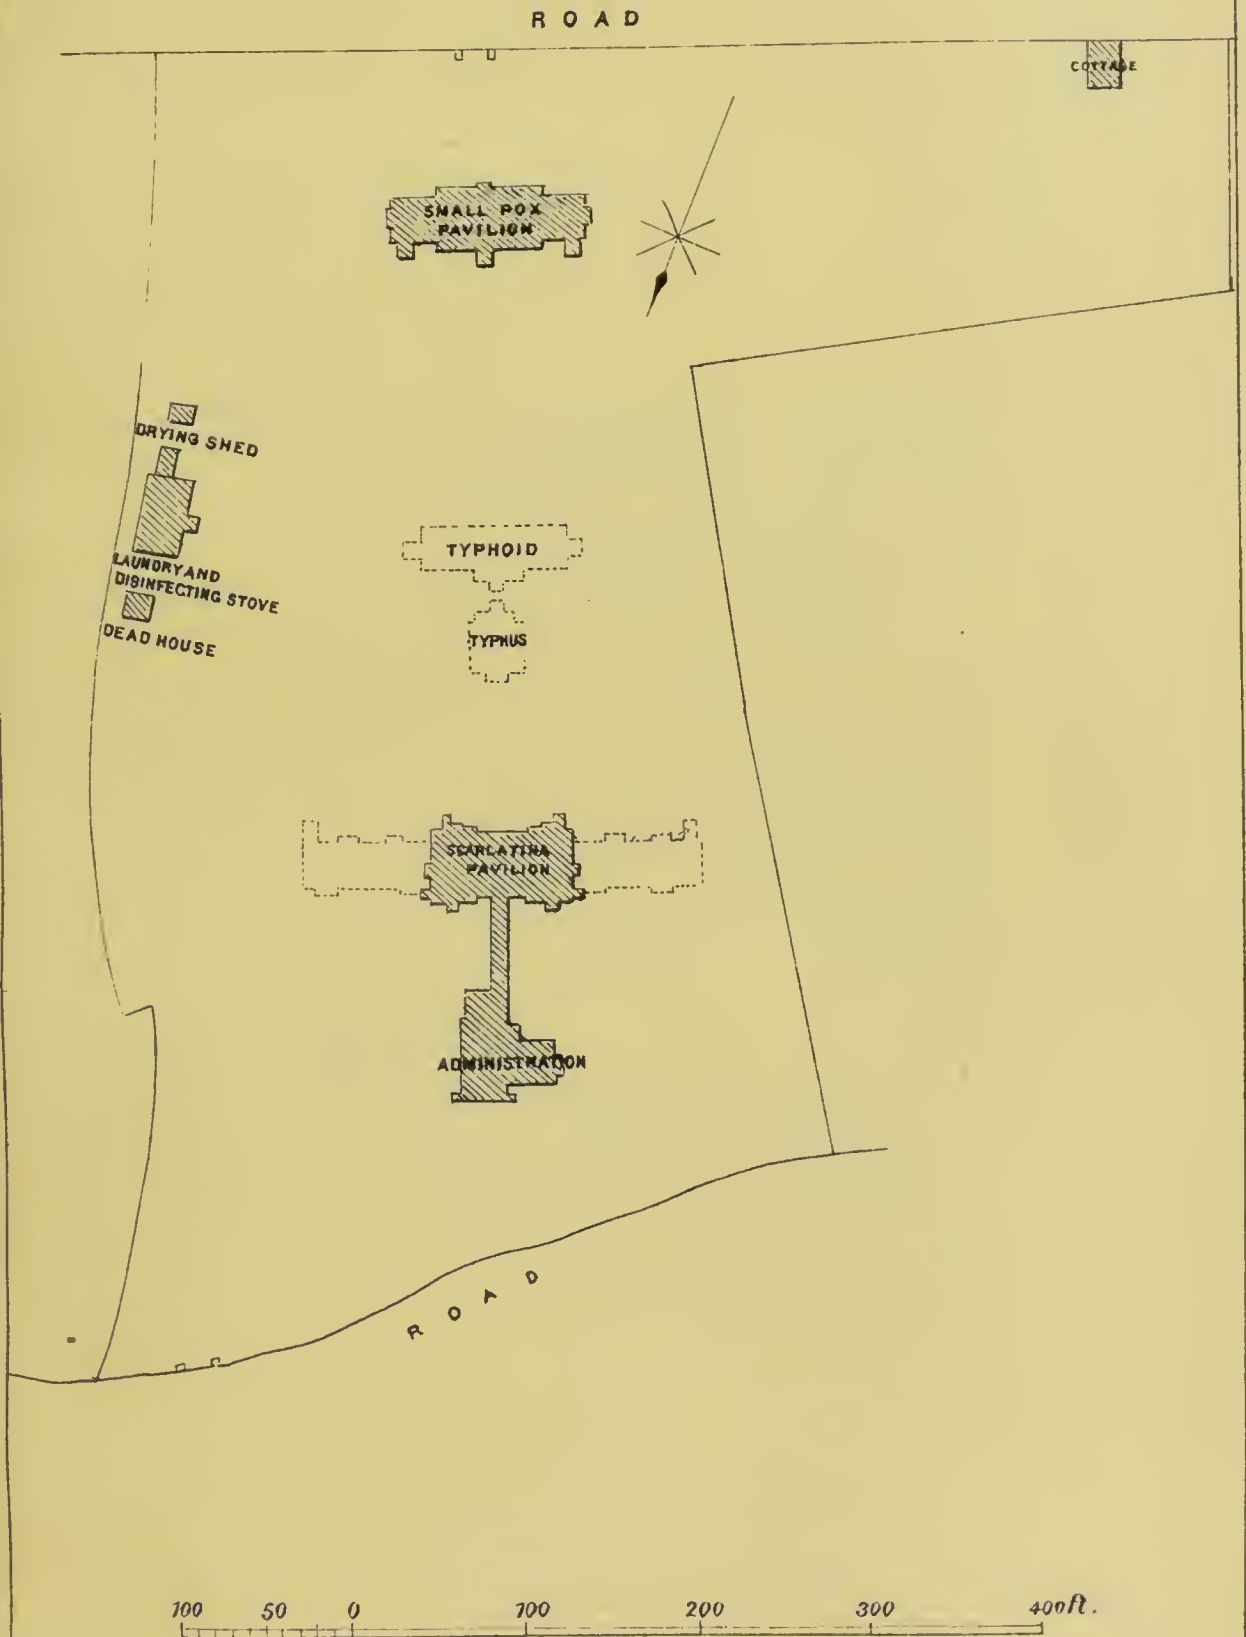 ROAD
COTTAGE
SMALL POX
PAVILION
DRYING SHED
LAUNDRY AND
DISINFECTING STOVE
DEAD HOUSE
TYPHOID
TYPHUS
SCARLATINA
PAVILION
ADMINISTRATION
ROAD
100 50 0 100 200 300 400ft.